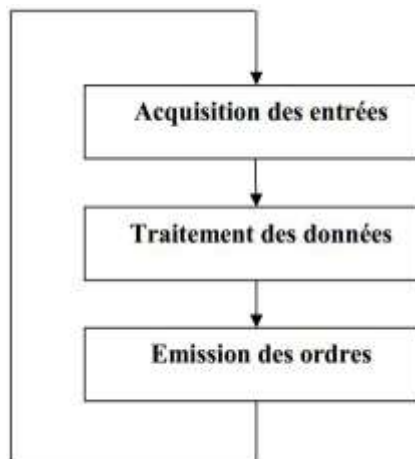 Acquisition des entrées
Traitement des données
Emission des ordres